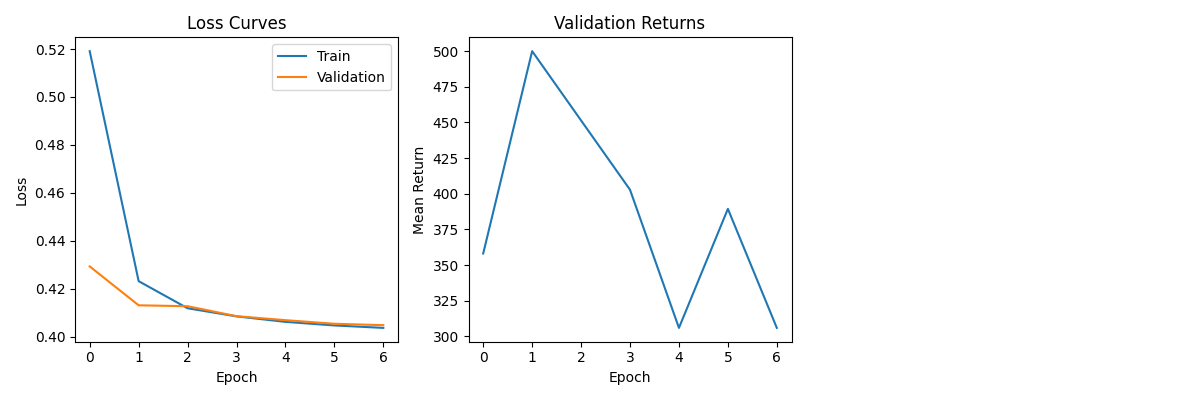 Loss Curves
Train
Validation
0.52
0.50
0.48
0.46
0.44
0.42
0.40
0 1 2 3 4 5 6
Epoch
Loss
Validation Returns
500
475
450
425
400
375
350
325
300
0 1 2 3 4 5 6
Epoch
Mean Return